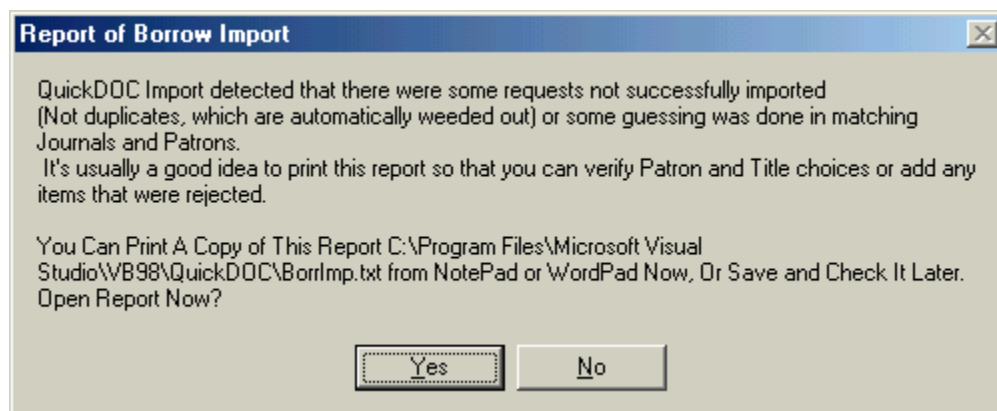 Report of Borrow Import
QuickDOC Import detected that there were some requests not successfully imported
(Not duplicates, which are automatically weeded out) or some guessing was done in matching
Journals and Patrons.
It's usually a good idea to print this report so that you can verify Patron and Title choices or add any
items that were rejected.
You Can Print A Copy of This Report C:\Program Files\Microsoft Visual
Studio\VB98\QuickDOC\BorrImp.txt from NotePad or WordPad Now, Or Save and Check It Later.
Open Report Now?
Yes
No